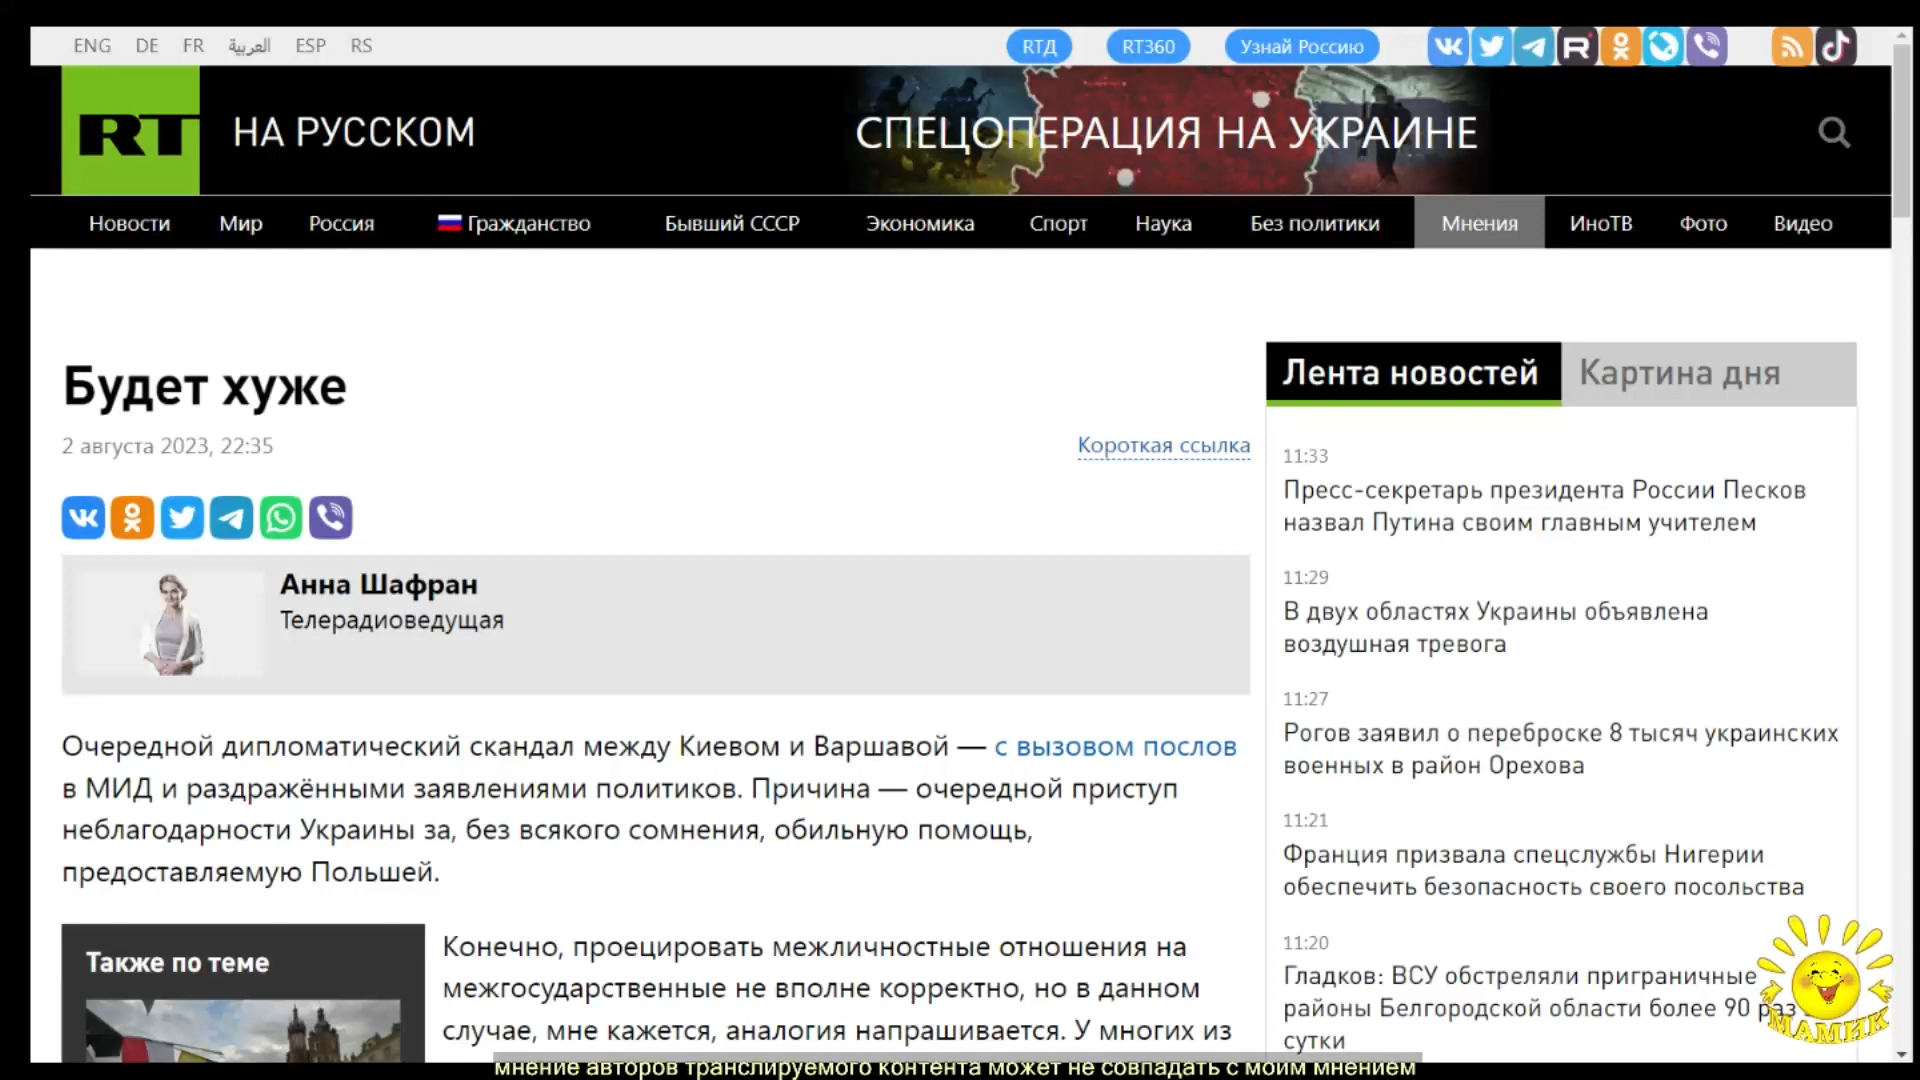 ENG DE FR العربية ESP RS
RTД RT360 Узнай Россию
RT НА РУССКОМ
СПЕЦОПЕРАЦИЯ НА УКРАИНЕ
Новости Мир Россия Гражданство Бывший СССР Экономика Спорт Наука Без политики Мнения ИноТВ Фото Видео
Будет хуже
2 августа 2023, 22:35
Короткая ссылка
Анна Шафран
Телерадиоведущая
Очередной дипломатический скандал между Киевом и Варшавой — с вызовом послов
в МИД и раздражёнными заявлениями политиков. Причина — очередной приступ
неблагодарности Украины за, без всякого сомнения, обильную помощь,
предоставляемую Польшей.
Также по теме
Конечно, проецировать межличностные отношения на
межгосударственные не вполне корректно, но в данном
случае, мне кажется, аналогия напрашивается. У многих из
Лента новостей
Картина дня
11:33
Пресс-секретарь президента России Песков
назвал Путина своим главным учителем
11:29
В двух областях Украины объявлена
воздушная тревога
11:27
Рогов заявил о переброске 8 тысяч украинских
военных в район Орехова
11:21
Франция призвала спецслужбы Нигерии
обеспечить безопасность своего посольства
11:20
Гладков: ВСУ обстреляли приграничные
районы Белгородской области более 90 раз
сутки
МАМИК
мнение авторов транслируемого контента может не совпадать с моим мнением